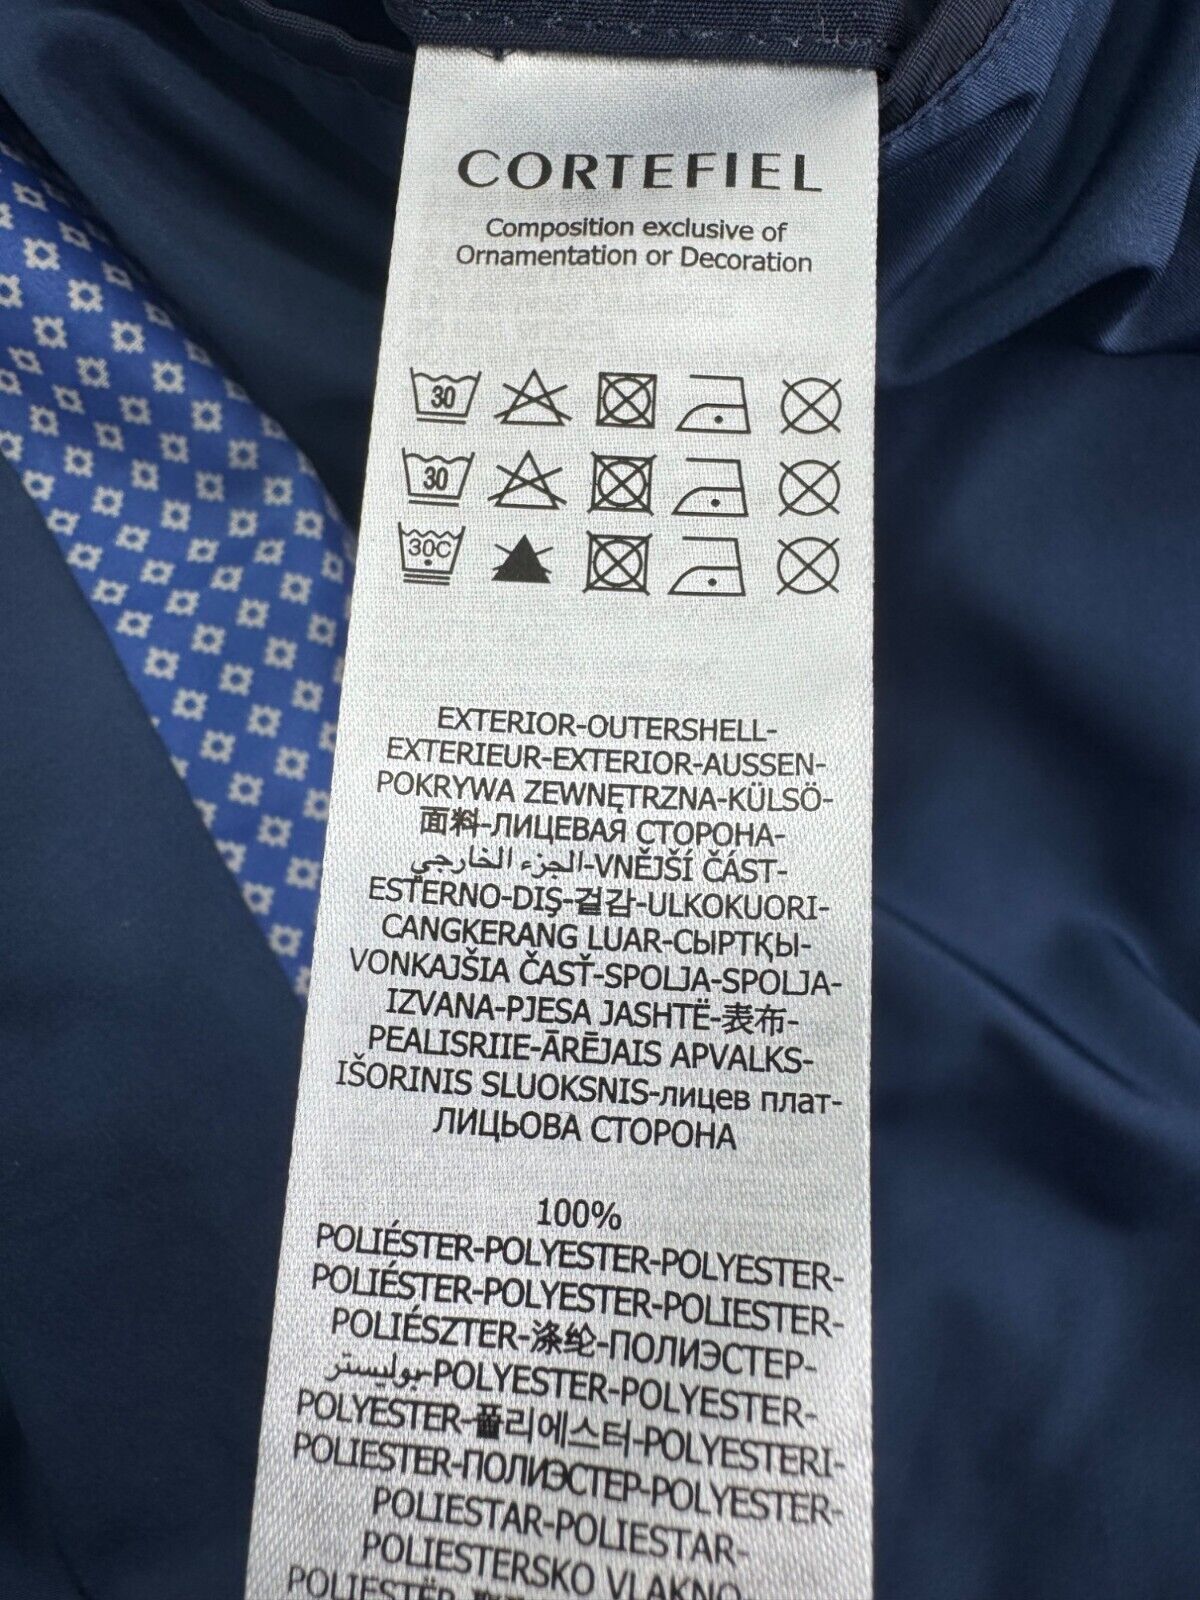 CORTEFIEL
Composition exclusive of
Ornamentation or Decoration
30
30
30C
EXTERIOR-OUTERSHELL-
EXTERIEUR-EXTERIOR-AUSSEN-
POKRYWA ZEWNĘTRZNA-KÜLSÖ-
面料-ЛИЦЕВАЯ СТОРОНА-
الجزء الخارجي-VNĚJŠÍ ČÁST-
ESTERNO-DIŞ-겉감-ULKOKUORI-
CANGKERANG LUAR-СЫРТҚЫ-
VONKAJŠIA ČASŤ-SPOLJA-SPOLJA-
IZVANA-PJESA JASHTË-表布-
PEALISRIIE-ĀRĒJAIS APVALKS-
IŠORINIS SLUOKSNIS-лицев плат-
ЛИЦЬОВА СТОРОНА
100%
POLIÉSTER-POLYESTER-POLYESTER-
POLIÉSTER-POLYESTER-POLIESTER-
POLIÉSZTER-涤纶-ПОЛИЭСТЕР-
بوليستر-POLYESTER-POLYESTER-
POLYESTER-폴리에스터-POLYESTERI-
POLIESTER-ПОЛИЭСТЕР-POLYESTER-
POLIESTAR-POLIESTAR-
POLIESTERSKO VLAKNO-
POLIESTËR